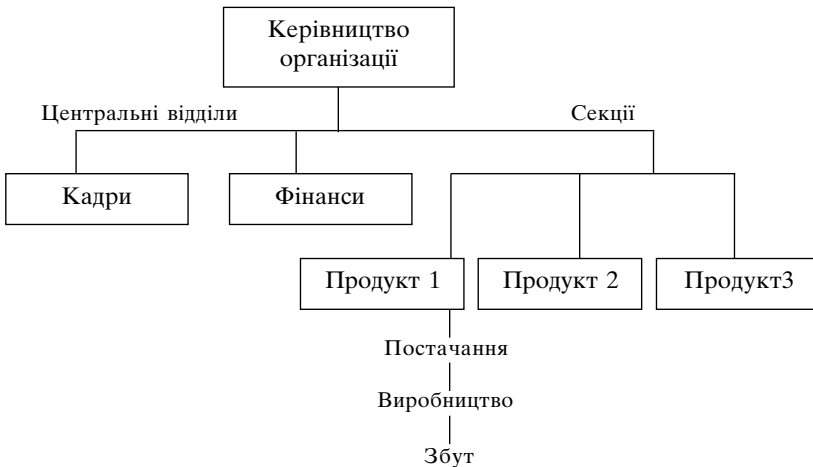 Керівництво
організації
Центральні відділи
Секції
Кадри
Фінанси
Продукт 1
Продукт 2
Продукт3
Постачання
Виробництво
Збут